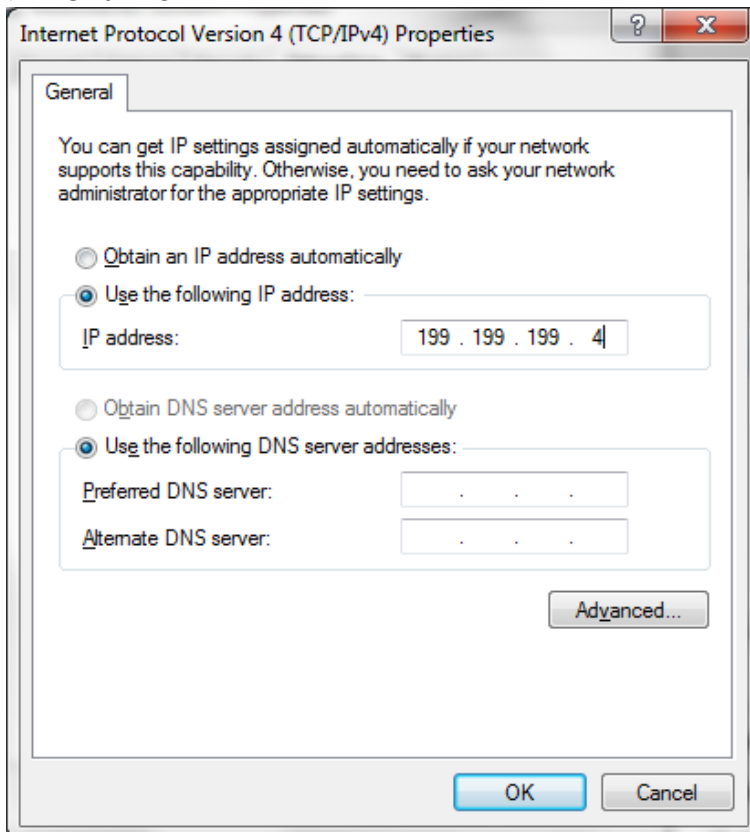 Internet Protocol Version 4 (TCP/IPv4) Properties
General
You can get IP settings assigned automatically if your network
supports this capability. Otherwise, you need to ask your network
administrator for the appropriate IP settings.
Obtain an IP address automatically
Use the following IP address:
IP address: 199 . 199 . 199 . 4
Obtain DNS server address automatically
Use the following DNS server addresses:
Preferred DNS server: . . .
Alternate DNS server: . . .
Advanced...
OK Cancel